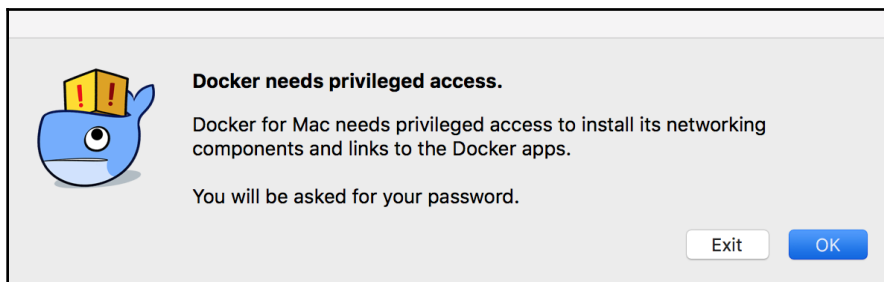 Docker needs privileged access.
Docker for Mac needs privileged access to install its networking
components and links to the Docker apps.
You will be asked for your password.
Exit
OK